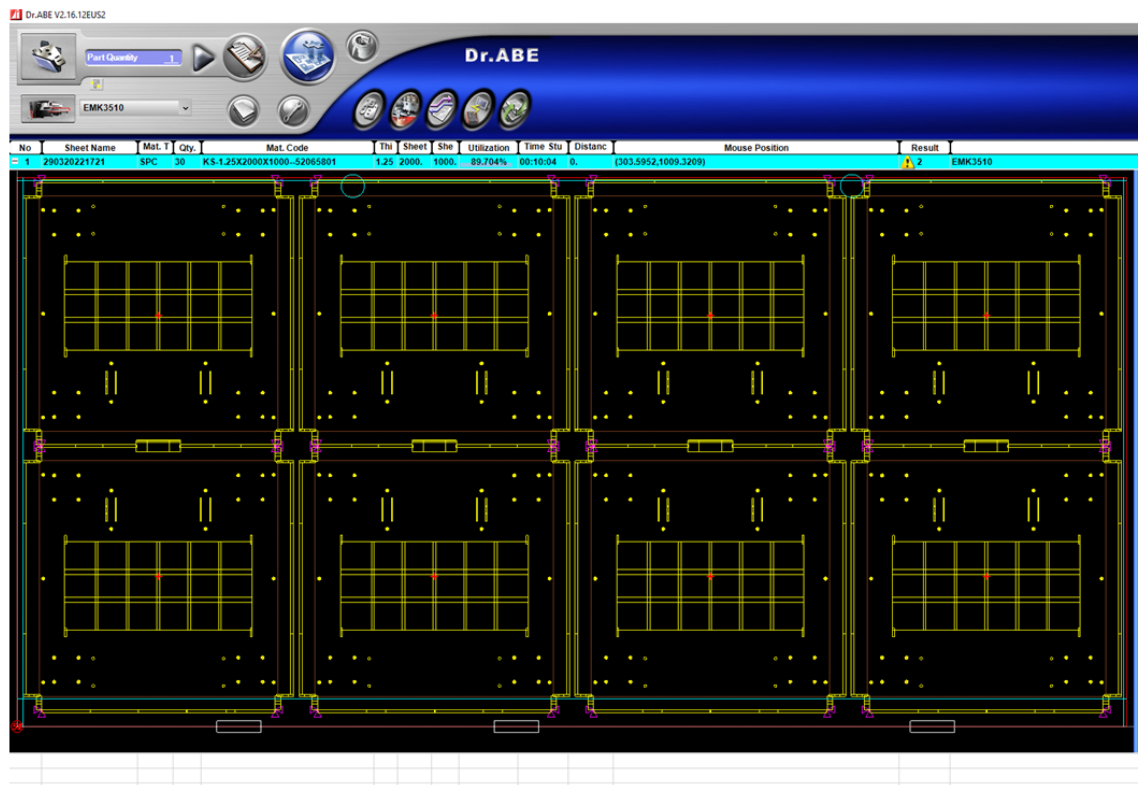 Dr.ABE V2.16.12EUS2
Part Quantity 1
Dr.ABE
EMK3510
No Sheet Name Mat. T Qty. Mat. Code Thi Sheet She Utilization Time Stu Distanc Mouse Position Result
1 290320221721 SPC 30 KS-1.25X2000X1000--52065801 1.25 2000. 1000. 89.704% 00:10:04 0. (303.5952,1009.3209) 2 EMK3510